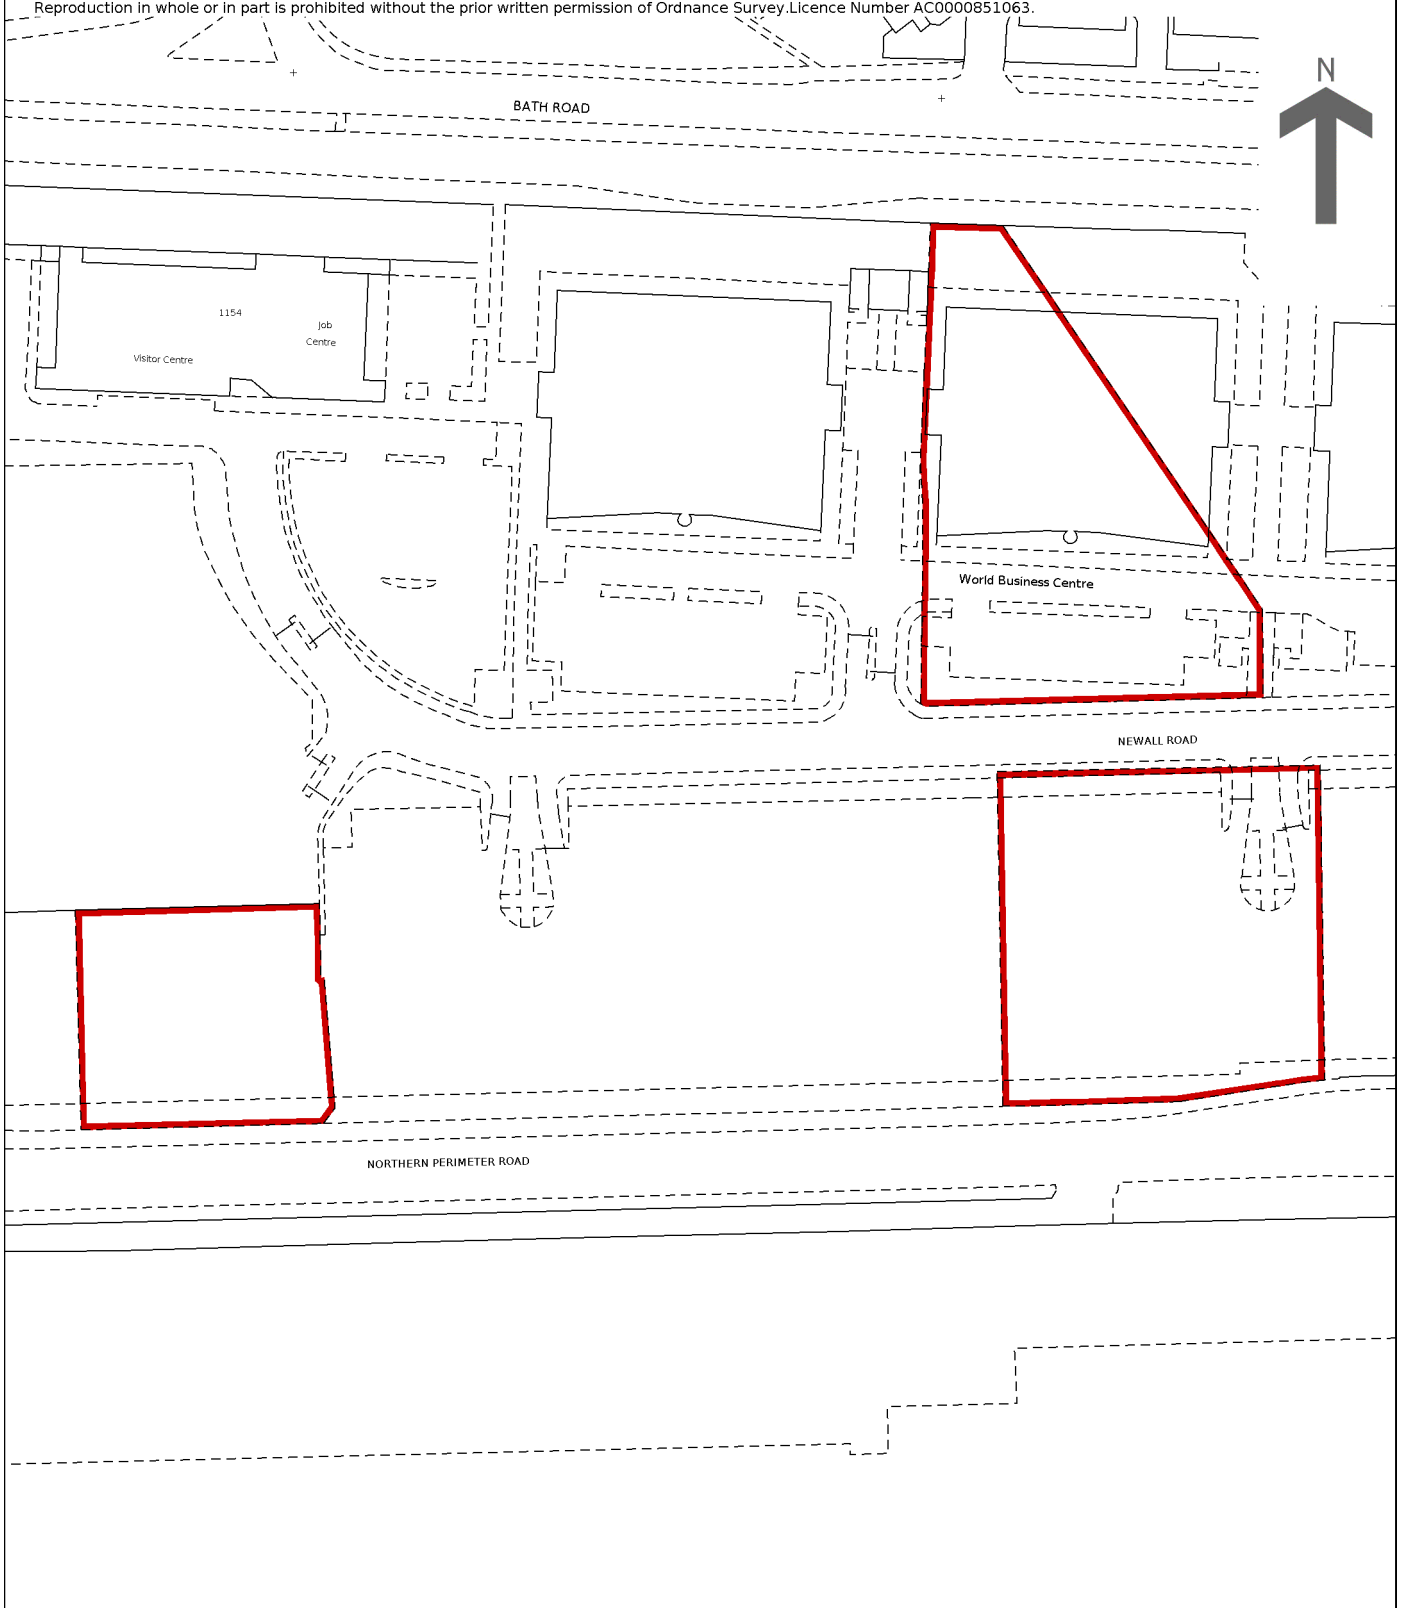 Reproduction in whole or in part is prohibited without the prior written permission of Ordnance Survey.Licence Number AC0000851063.
N
BATH ROAD
1154
Job
Centre
Visitor Centre
World Business Centre
NEWALL ROAD
NORTHERN PERIMETER ROAD